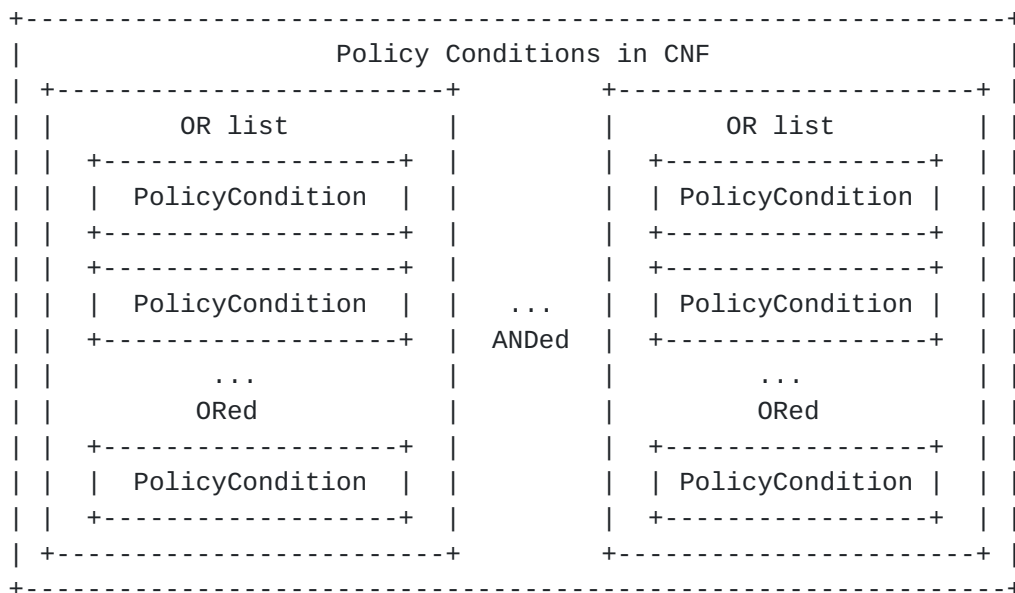 Policy Conditions in CNF
OR list OR list
PolicyCondition PolicyCondition
PolicyCondition ... PolicyCondition
ANDed
... ...
ORed ORed
PolicyCondition PolicyCondition